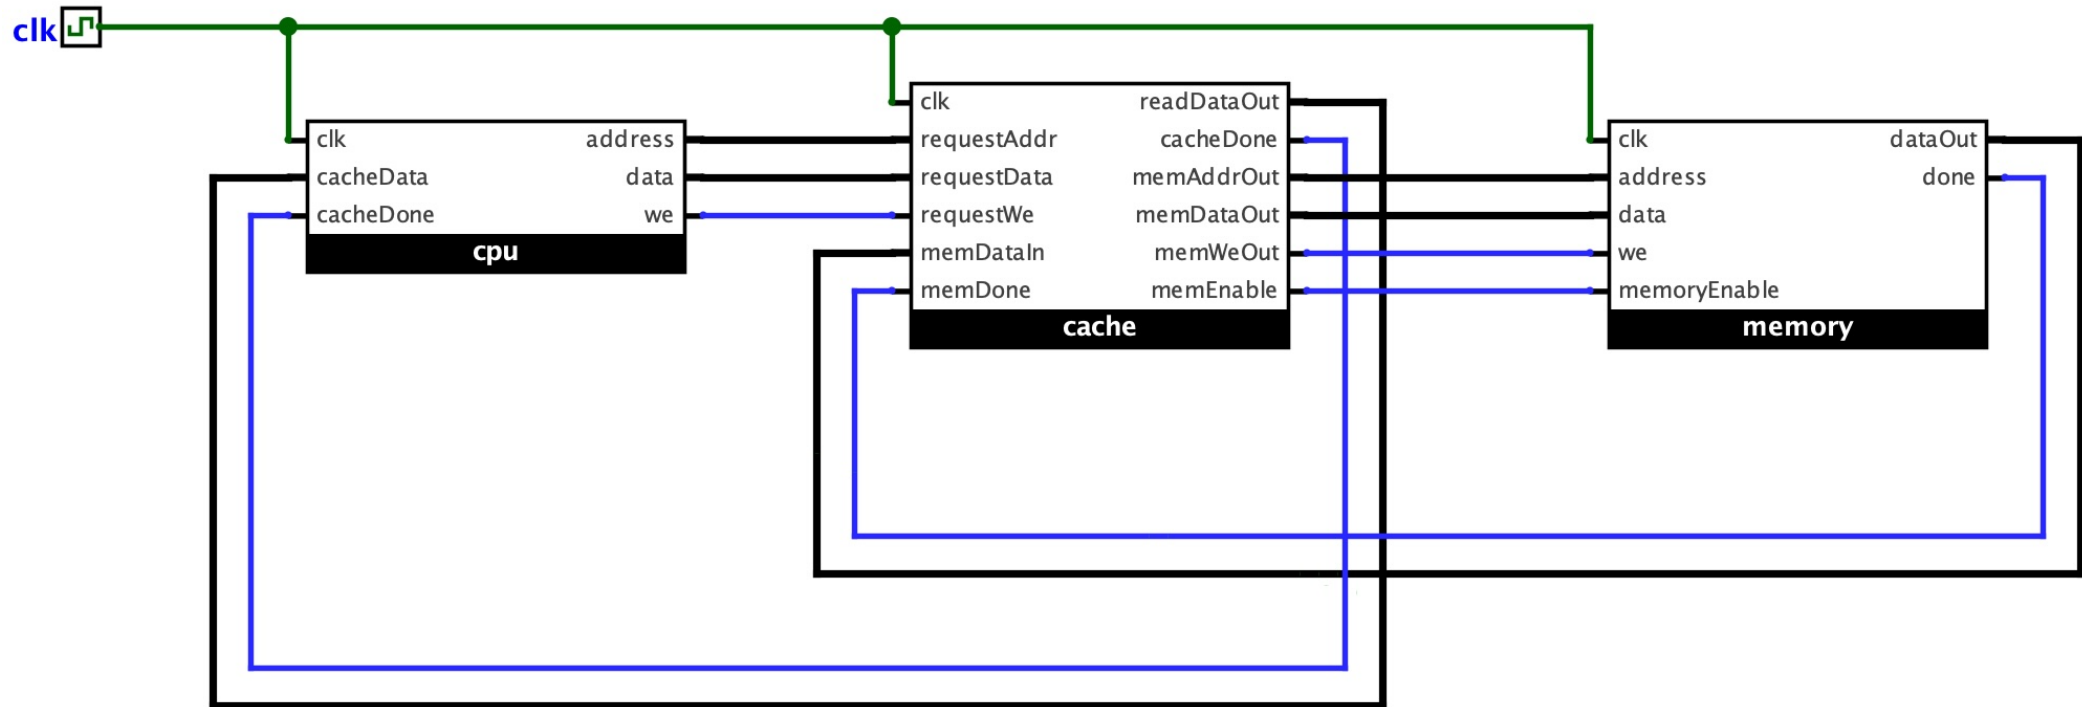 clk
clk
address
cacheData
data
cacheDone
we
cpu
clk
readDataOut
requestAddr
cacheDone
requestData
memAddrOut
requestWe
memDataOut
memDataIn
memWeOut
memDone
memEnable
cache
clk
dataOut
address
done
data
we
memoryEnable
memory